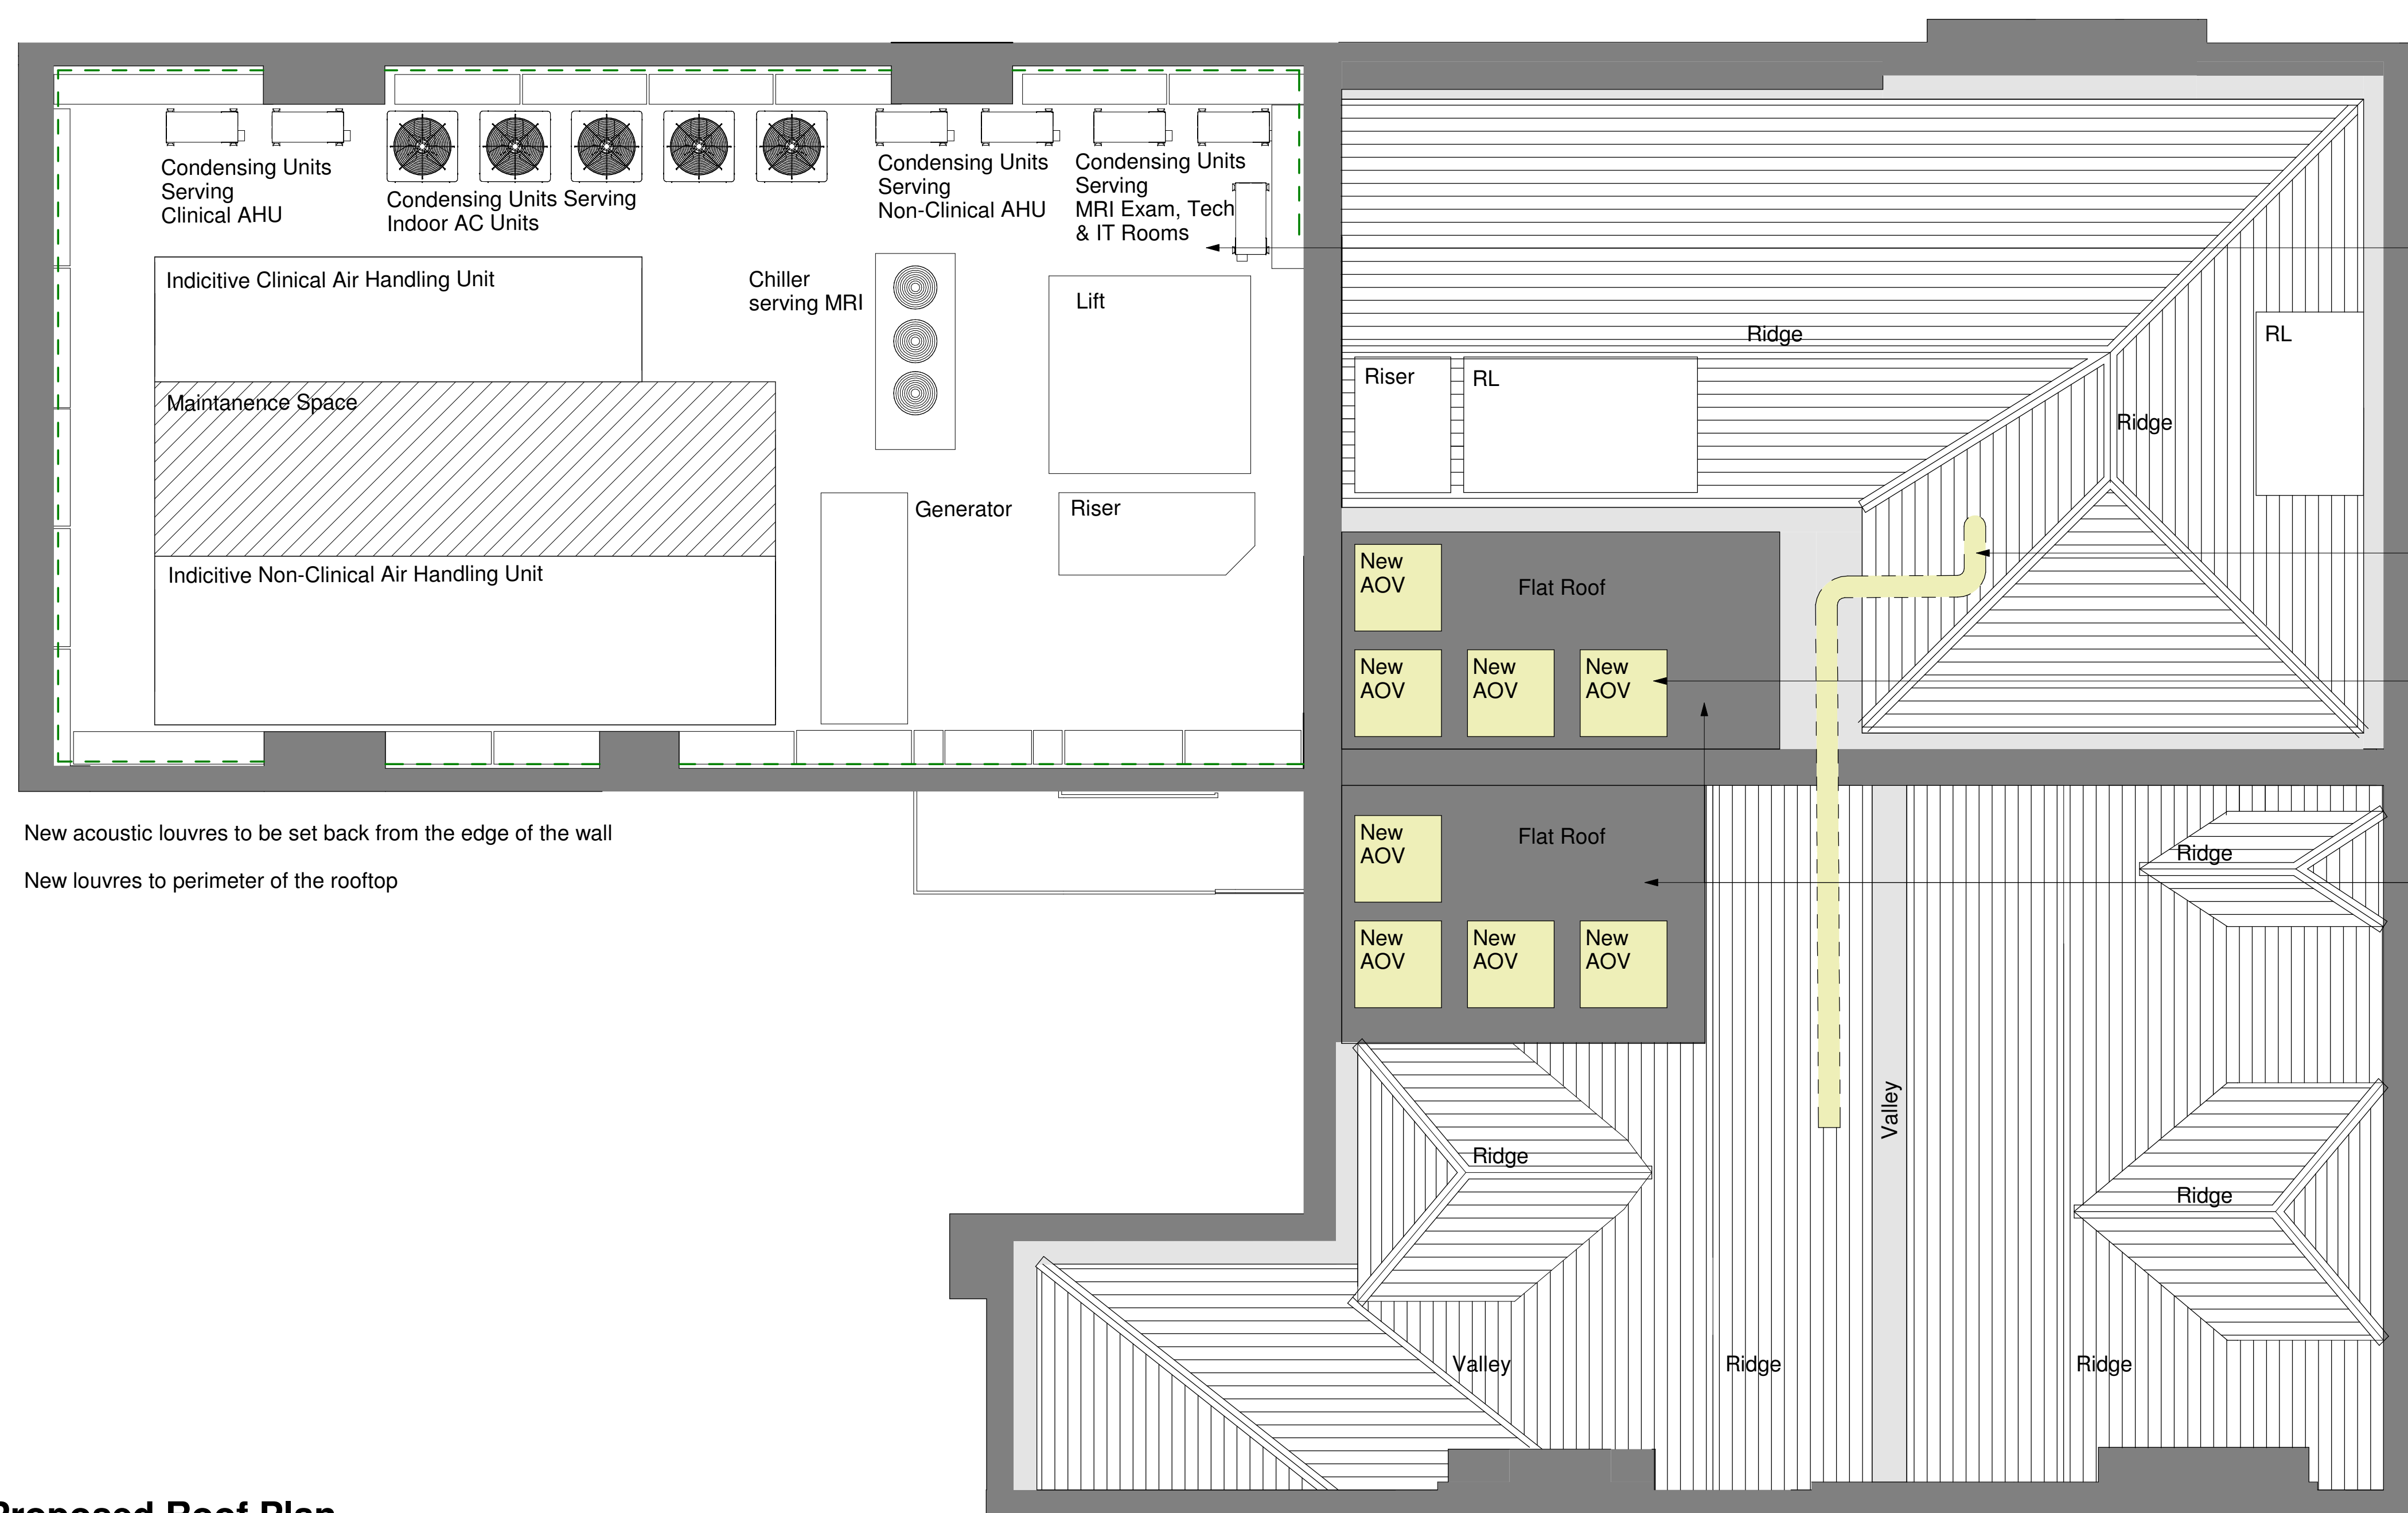 Condensing Units
Serving
Clinical AHU
Condensing Units Serving
Indoor AC Units
Condensing Units
Serving
Non-Clinical AHU
Condensing Units
Serving
MRI Exam, Tech
& IT Rooms
Indicitive Clinical Air Handling Unit
Chiller
serving MRI
Lift
Maintanence Space
Generator
Riser
Indicitive Non-Clinical Air Handling Unit
Ridge
RL
Riser
RL
Ridge
New
AOV
Flat Roof
New
AOV
New
AOV
New
AOV
New acoustic louvres to be set back from the edge of the wall
New louvres to perimeter of the rooftop
New
AOV
Flat Roof
Ridge
New
AOV
New
AOV
New
AOV
Valley
Ridge
Ridge
Valley
Ridge
Ridge
Proposed Roof Plan